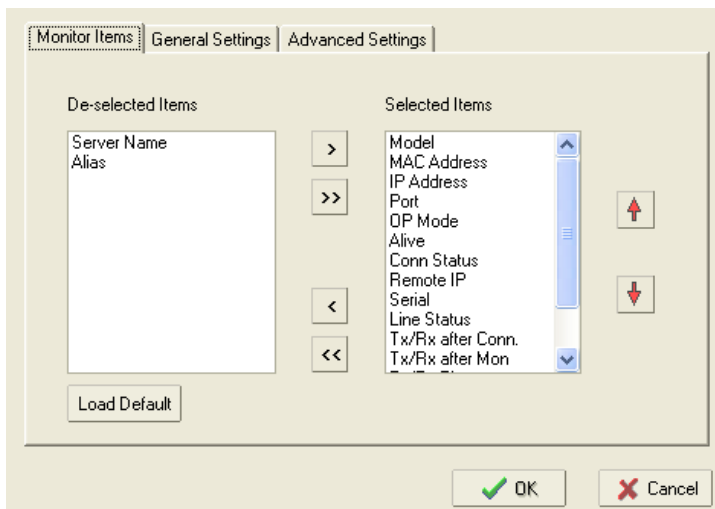 Monitor Items General Settings Advanced Settings
De-selected Items
Selected Items
Server Name
Alias
>
>>
<
<<
Load Default
Model
MAC Address
IP Address
Port
OP Mode
Alive
Conn Status
Remote IP
Serial
Line Status
Tx/Rx after Conn.
Tx/Rx after Mon
OK
Cancel